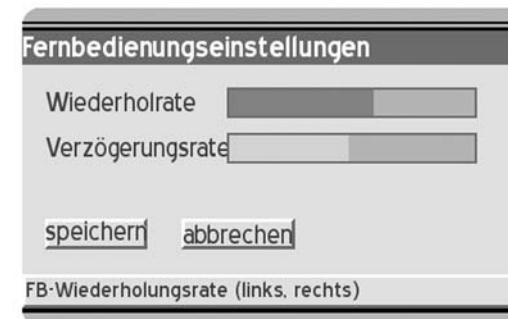 Fernbedienungseinstellungen
Wiederholrate
Verzögerungsrate
speichern abbrechen
FB-Wiederholungsrate (links, rechts)